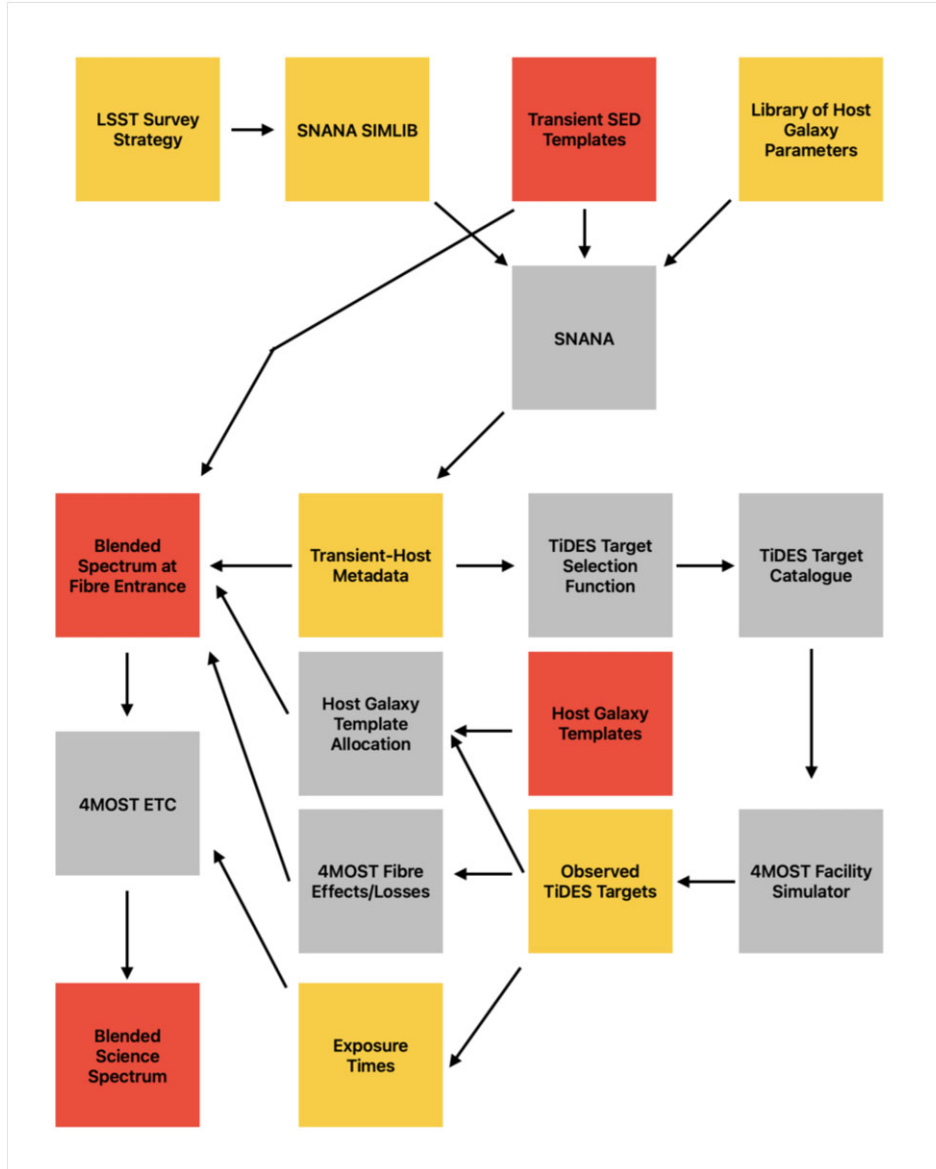 LSST Survey
Strategy
SNANA SIMLIB
Transient SED
Templates
Library of Host
Galaxy
Parameters
SNANA
Blended
Spectrum at
Fibre Entrance
Transient-Host
Metadata
TiDES Target
Selection
Function
TiDES Target
Catalogue
Host Galaxy
Template
Allocation
Host Galaxy
Templates
4MOST ETC
4MOST Fibre
Effects/Losses
Observed
TiDES Targets
4MOST Facility
Simulator
Blended
Science
Spectrum
Exposure
Times